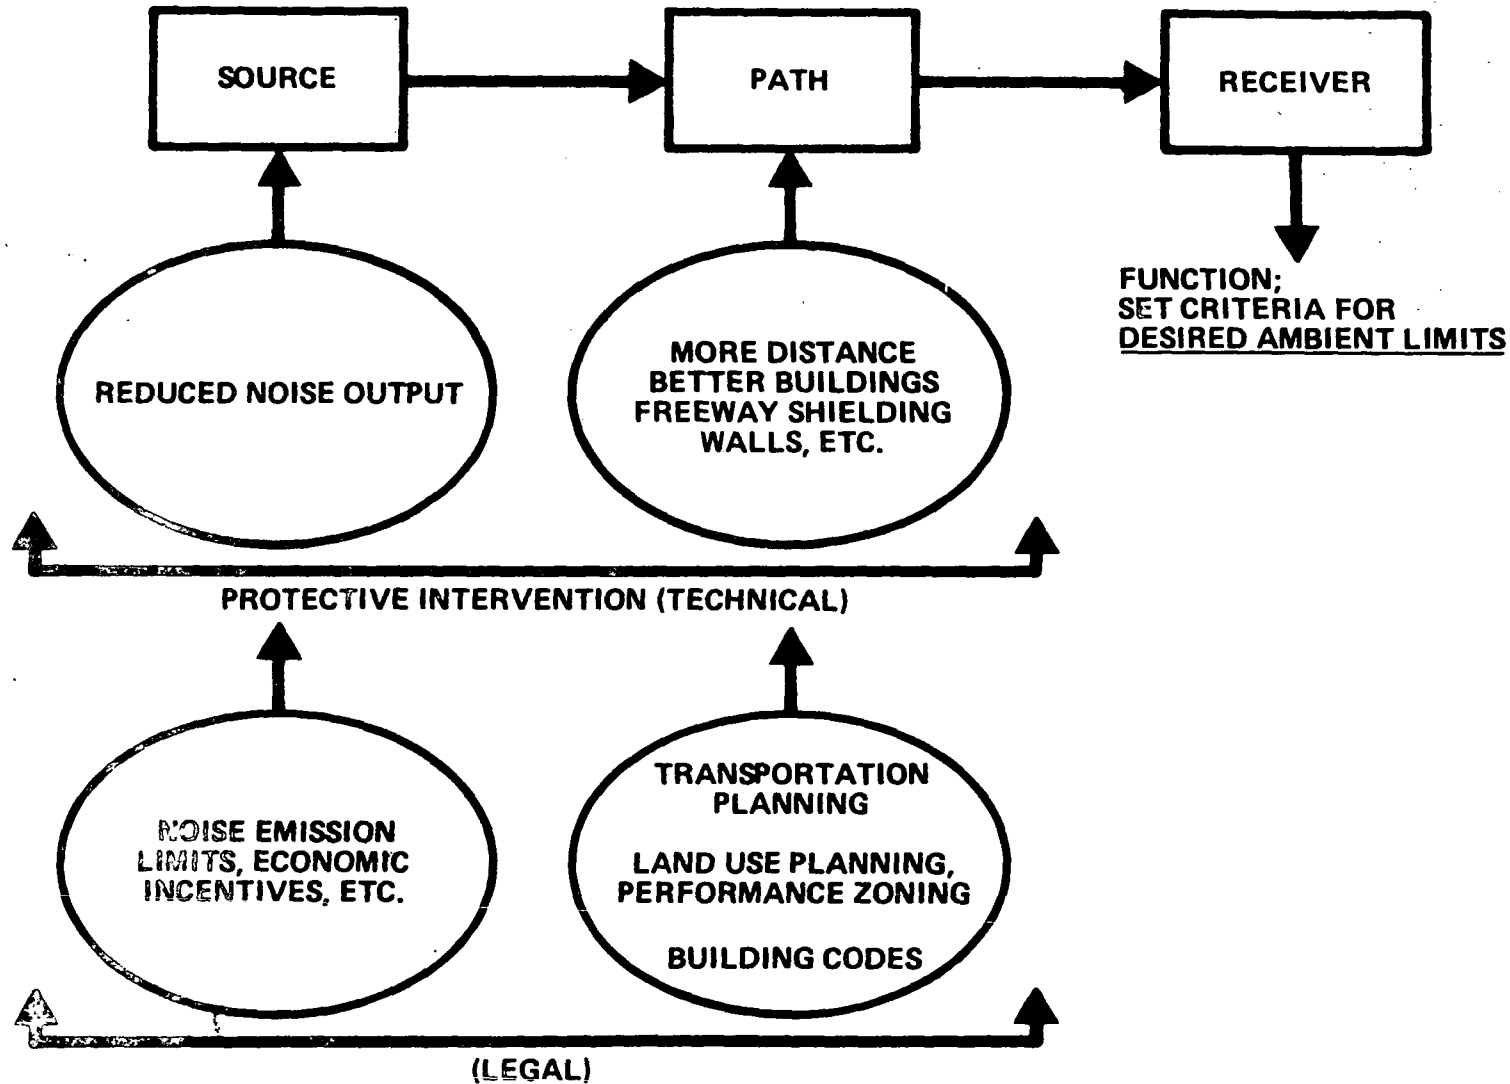 SOURCE
PATH
RECEIVER
FUNCTION;
SET CRITERIA FOR
DESIRED AMBIENT LIMITS
REDUCED NOISE OUTPUT
MORE DISTANCE
BETTER BUILDINGS
FREEWAY SHIELDING
WALLS, ETC.
PROTECTIVE INTERVENTION (TECHNICAL)
NOISE EMISSION
LIMITS, ECONOMIC
INCENTIVES, ETC.
TRANSPORTATION
PLANNING
LAND USE PLANNING,
PERFORMANCE ZONING
BUILDING CODES
(LEGAL)